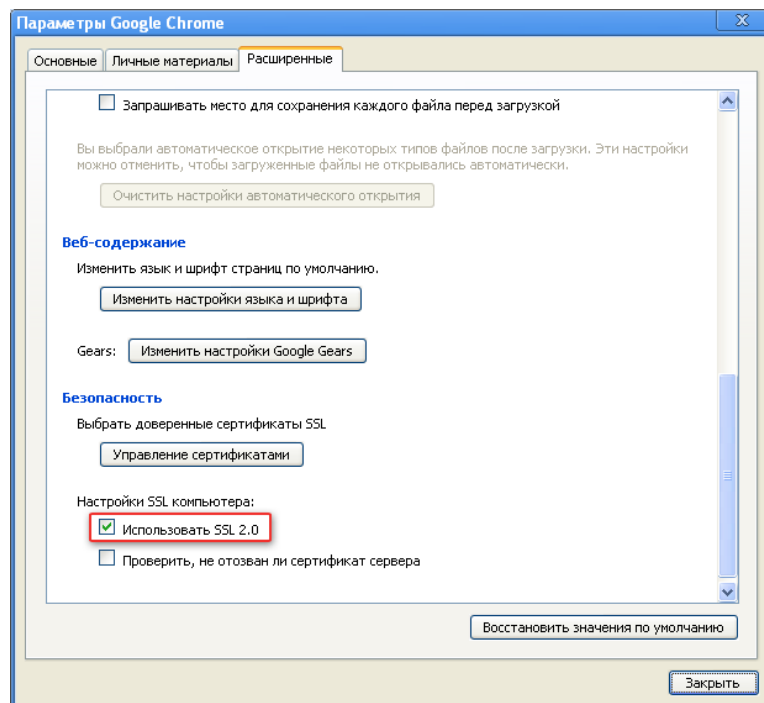 Параметры Google Chrome
Основные
Личные материалы
Расширенные
Запрашивать место для сохранения каждого файла перед загрузкой
Вы выбрали автоматическое открытие некоторых типов файлов после загрузки. Эти настройки
можно отменить, чтобы загруженные файлы не открывались автоматически.
Очистить настройки автоматического открытия
Веб-содержание
Изменить язык и шрифт страниц по умолчанию.
Изменить настройки языка и шрифта
Gears:
Изменить настройки Google Gears
Безопасность
Выбрать доверенные сертификаты SSL
Управление сертификатами
Настройки SSL компьютера:
Использовать SSL 2.0
Проверить, не отозван ли сертификат сервера
Восстановить значения по умолчанию
Закрыть